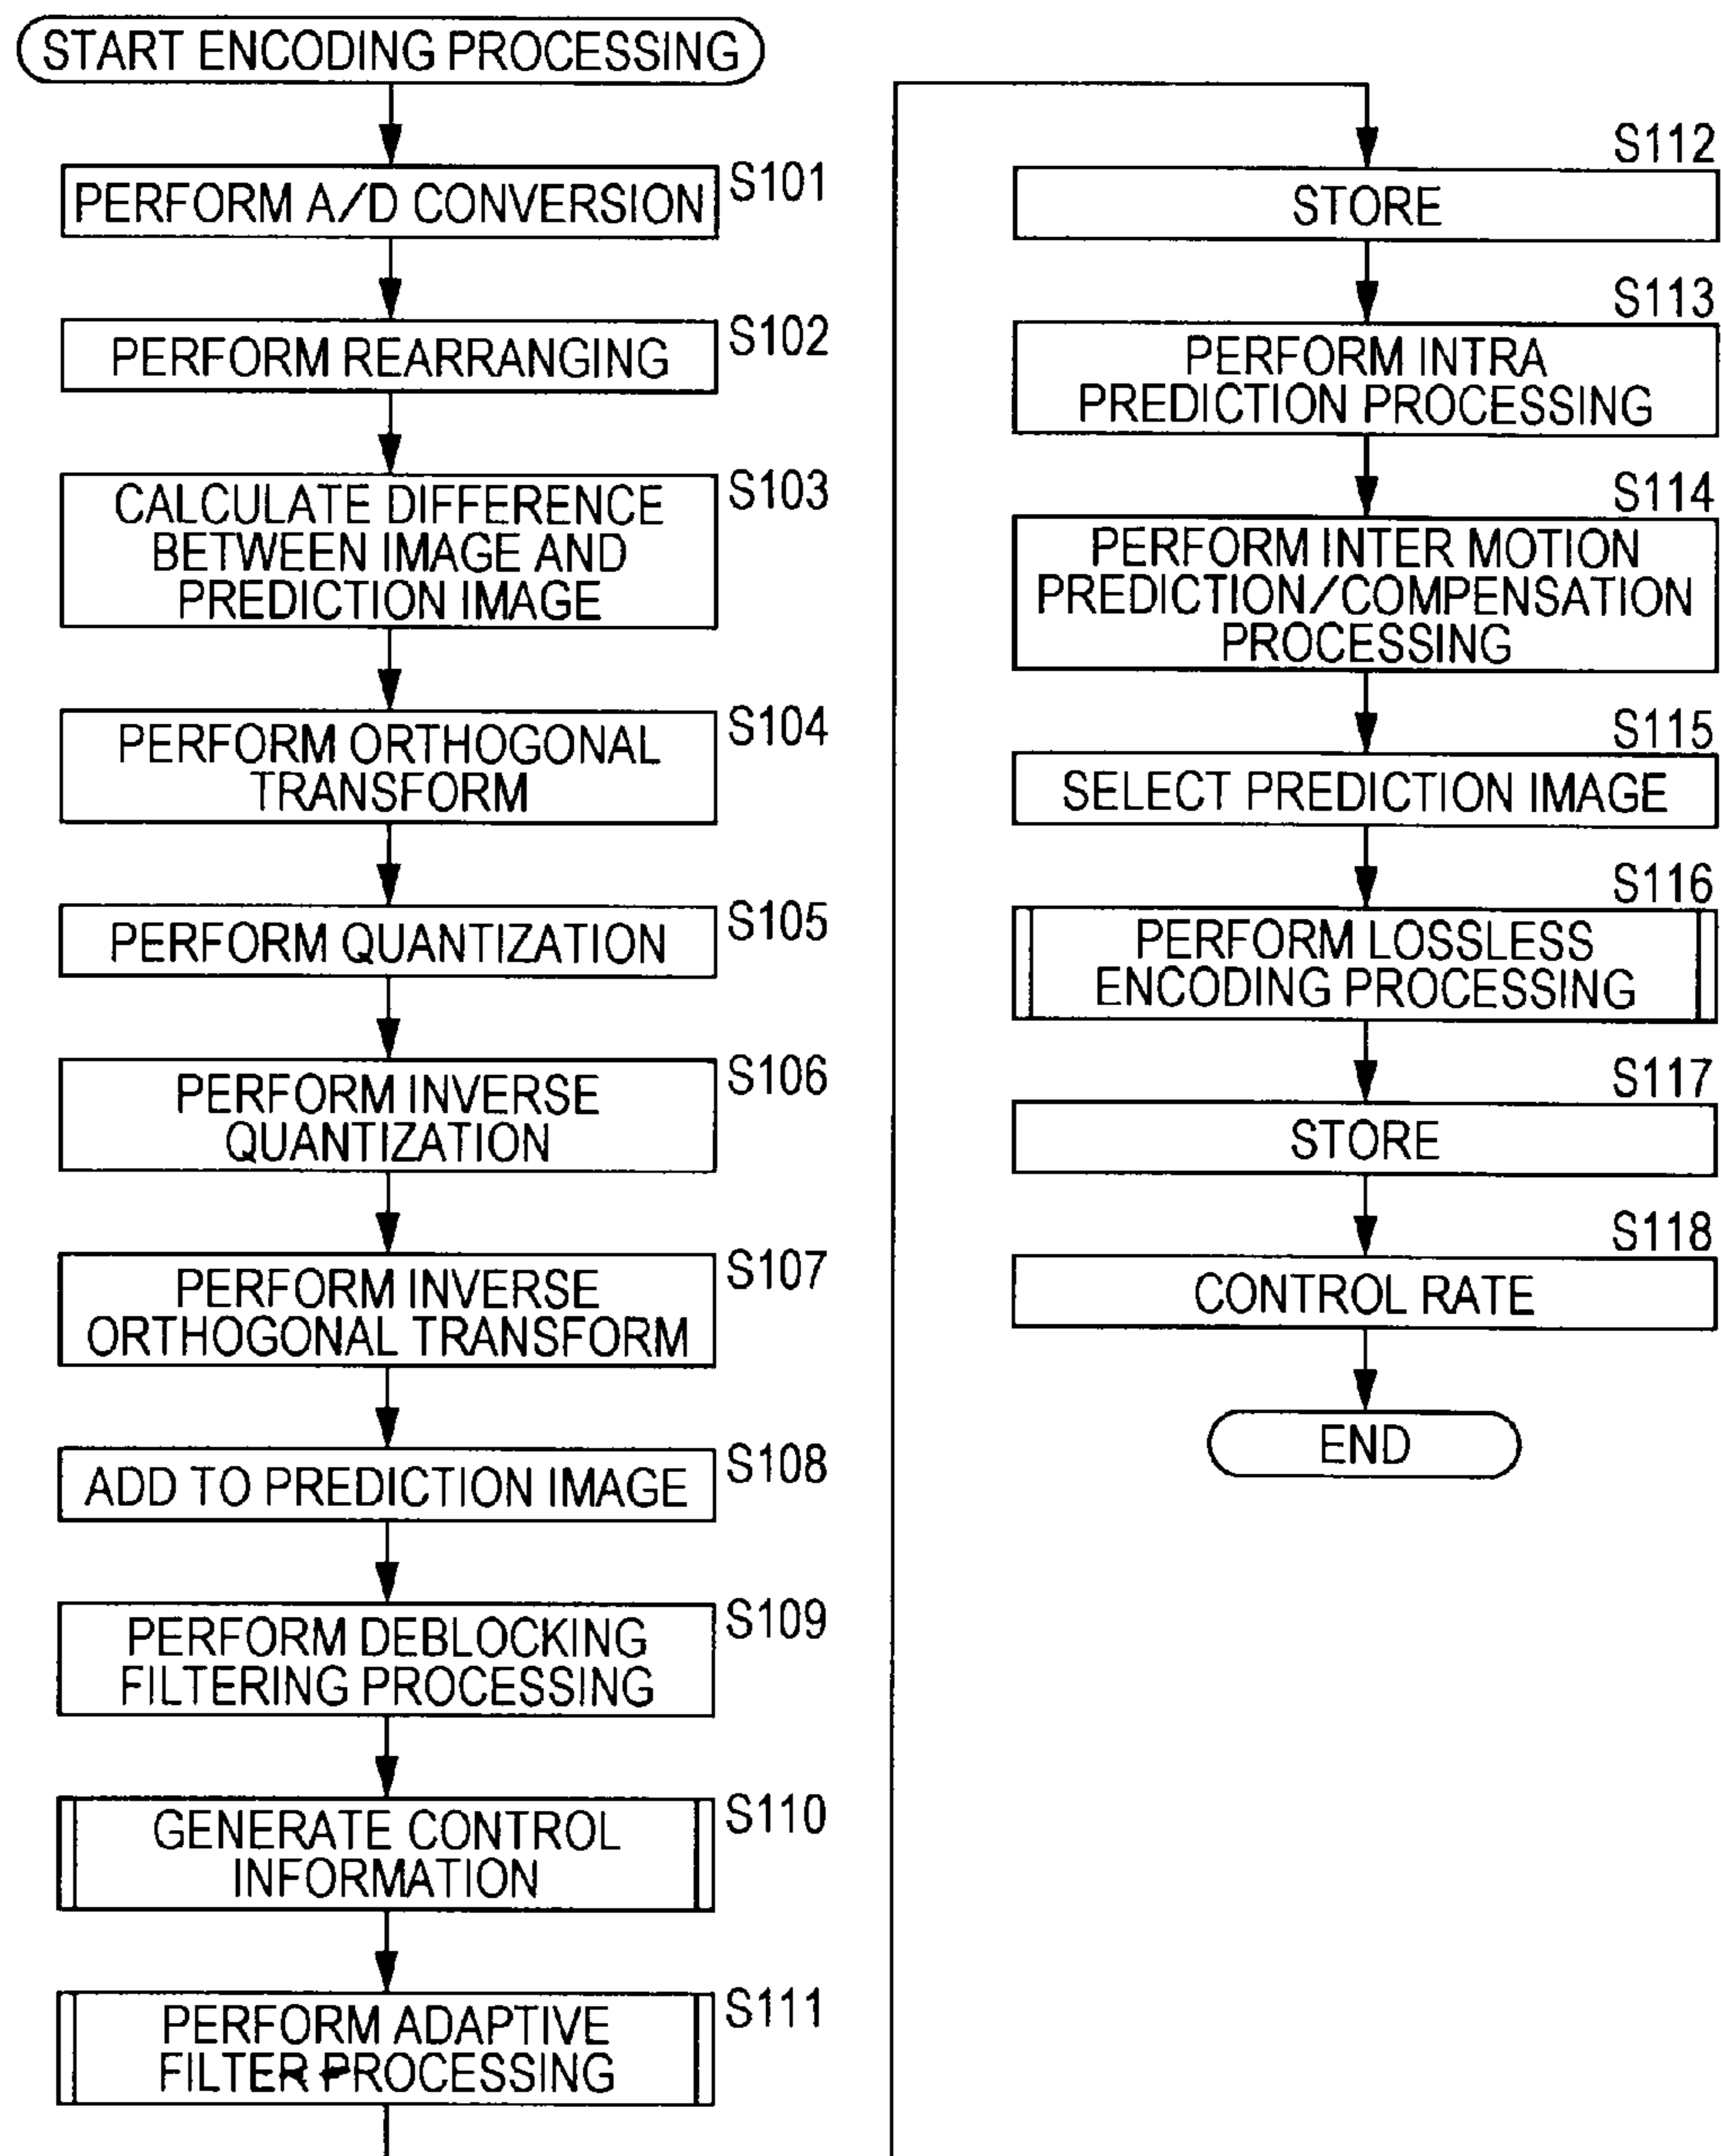 START ENCODING PROCESSING
S101
PERFORM A/D CONVERSION
S102
PERFORM REARRANGING
S103
CALCULATE DIFFERENCE
BETWEEN IMAGE AND
PREDICTION IMAGE
S104
PERFORM ORTHOGONAL
TRANSFORM
S105
PERFORM QUANTIZATION
S106
PERFORM INVERSE
QUANTIZATION
S107
PERFORM INVERSE
ORTHOGONAL TRANSFORM
S108
ADD TO PREDICTION IMAGE
S109
PERFORM DEBLOCKING
FILTERING PROCESSING
S110
GENERATE CONTROL
INFORMATION
S111
PERFORM ADAPTIVE
FILTER PROCESSING
S112
STORE
S113
PERFORM INTRA
PREDICTION PROCESSING
S114
PERFORM INTER MOTION
PREDICTION/COMPENSATION
PROCESSING
S115
SELECT PREDICTION IMAGE
S116
PERFORM LOSSLESS
ENCODING PROCESSING
S117
STORE
S118
CONTROL RATE
END